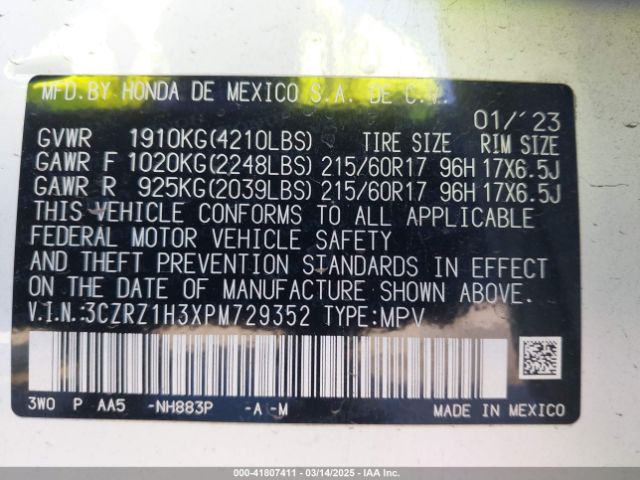 MFD.BY HONDA DE MEXICO S.A. DE C.V.
01/'23
GVWR 1910KG(4210LBS) TIRE SIZE RIM SIZE
GAWR F 1020KG(2248LBS) 215/60R17 96H 17X6.5J
GAWR R 925KG(2039LBS) 215/60R17 96H 17X6.5J
THIS VEHICLE CONFORMS TO ALL APPLICABLE
FEDERAL MOTOR VEHICLE SAFETY
AND THEFT PREVENTION STANDARDS IN EFFECT
ON THE DATE OF MANUFACTURE SHOWN ABOVE.
V.I.N.:3CZRZ1H3XPM729352 TYPE:MPV
3W0 P AA5 -NH883P -A -M
MADE IN MEXICO
000-41807411 - 03/14/2025 - IAA Inc.